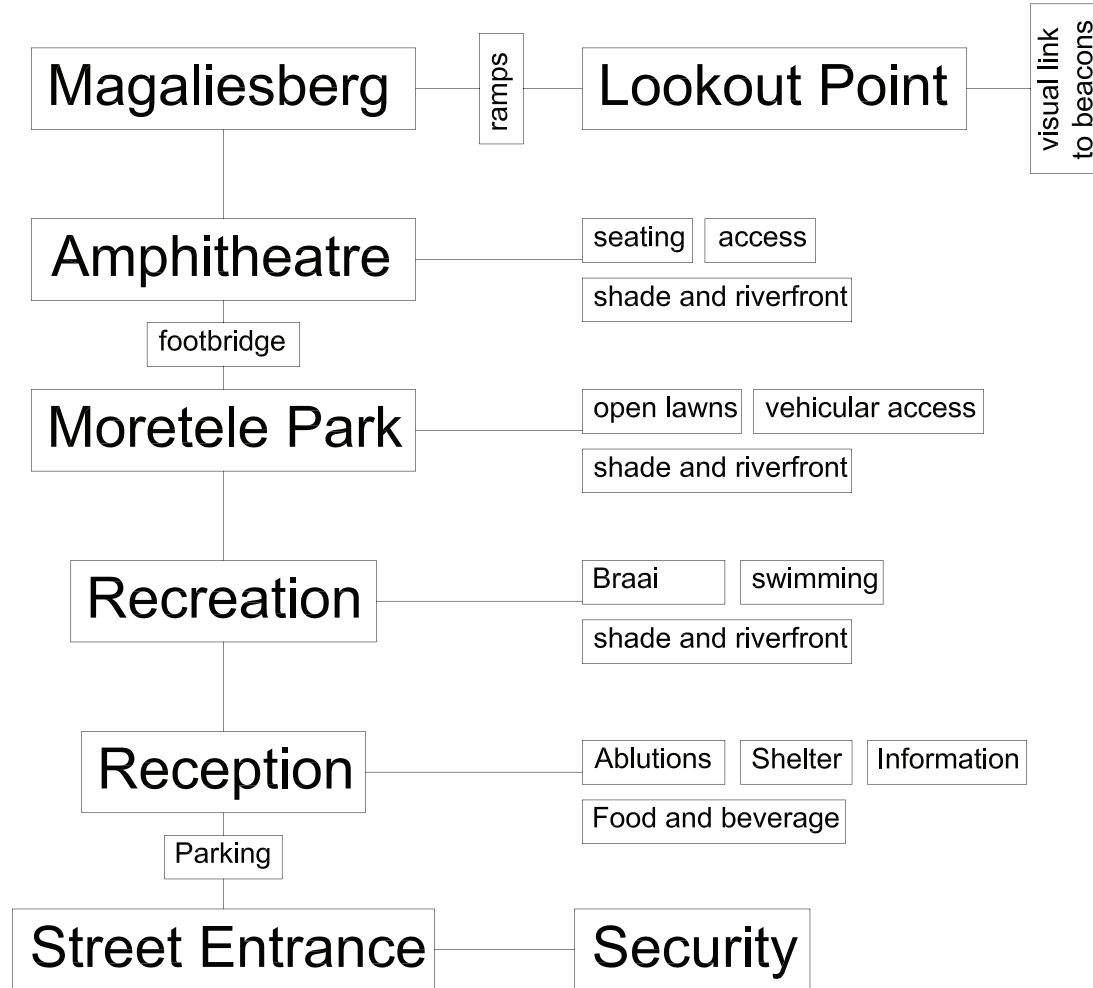 Magaliesberg
ramps
Lookout Point
visual link
to beacons
Amphitheatre
seating
access
shade and riverfront
footbridge
Moretele Park
open lawns
vehicular access
shade and riverfront
Recreation
Braai
swimming
shade and riverfront
Reception
Ablutions
Shelter
Information
Food and beverage
Parking
Street Entrance
Security